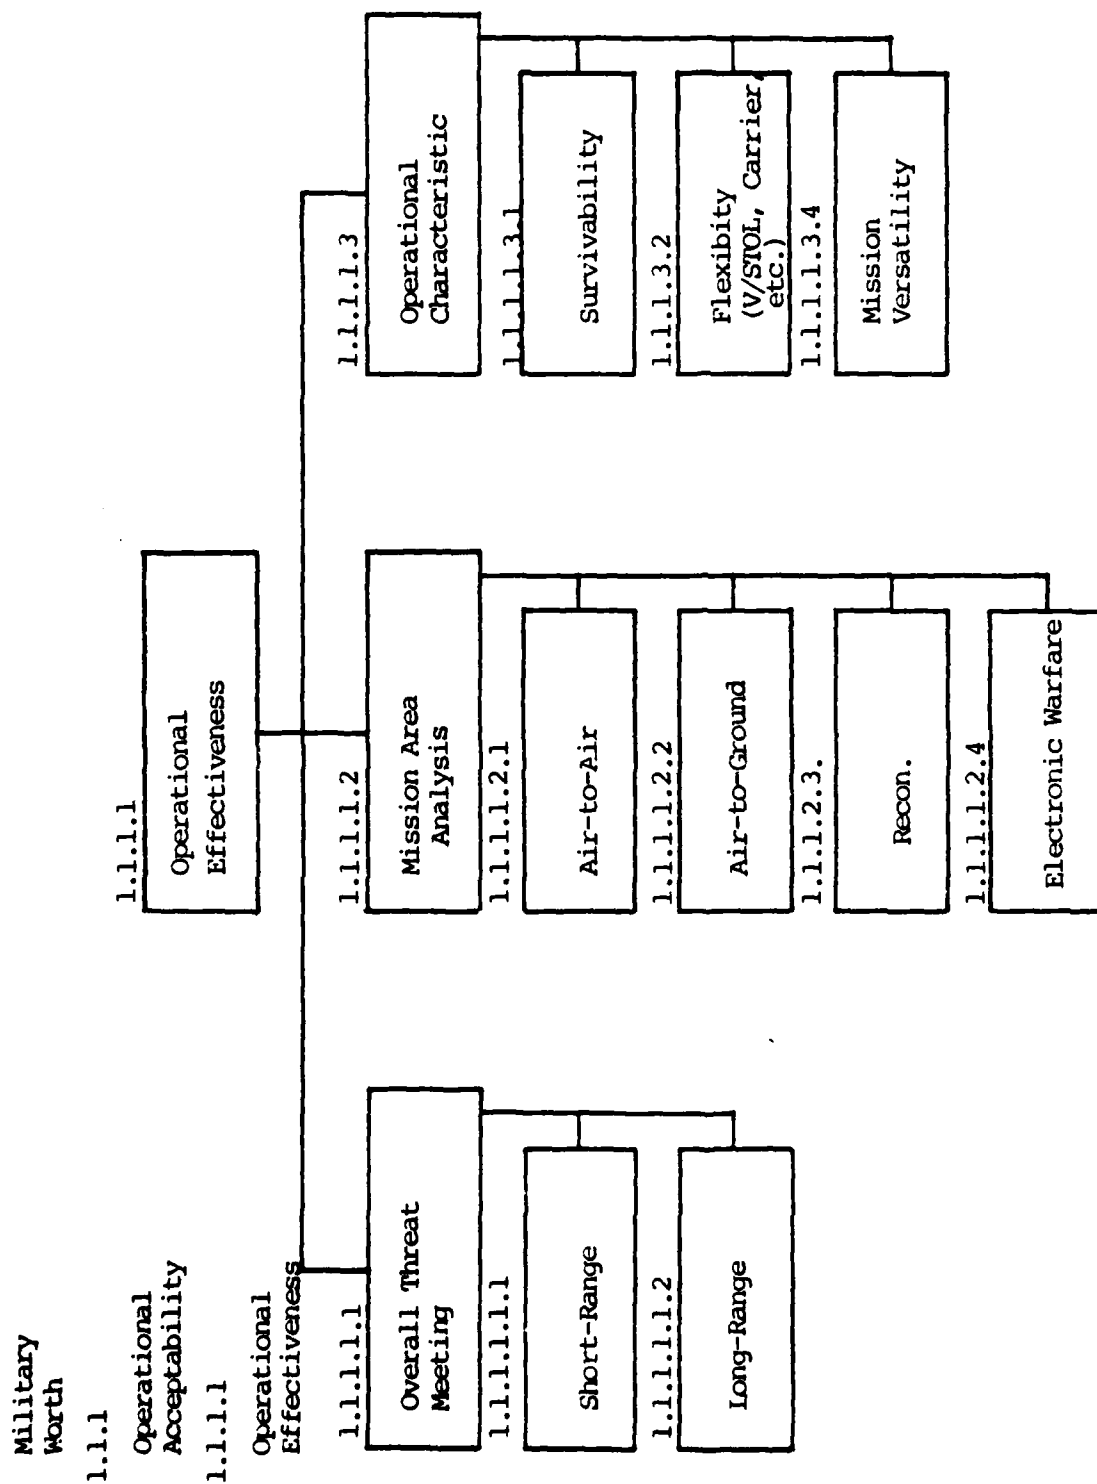 Military
Worth
1.1.1
Operational
Acceptability
1.1.1.1
Operational
Effectiveness
1.1.1.1
Operational
Effectiveness
1.1.1.1.1
Overall Threat
Meeting
1.1.1.1.1.1
Short-Range
1.1.1.1.1.2
Long-Range
1.1.1.1.2
Mission Area
Analysis
1.1.1.1.2.1
Air-to-Air
1.1.1.1.2.2
Air-to-Ground
1.1.1.2.3.
Recon.
1.1.1.1.2.4
Electronic Warfare
1.1.1.1.3
Operational
Characteristic
1.1.1.1.3.1
Survivability
1.1.1.3.2
Flexibity
(V/STOL, Carrier,
etc.)
1.1.1.1.3.4
Mission
Versatility